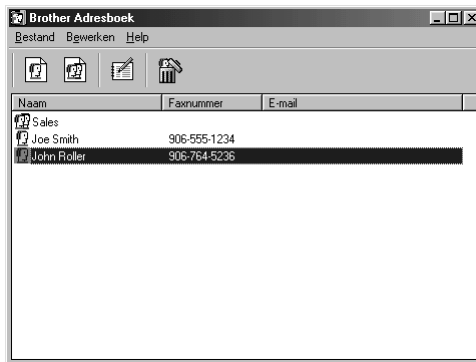 Brother Adresboek
Bestand Bewerken Help
Naam Faxnummer E-mail
Sales
Joe Smith 906-555-1234
John Roller 906-764-5236